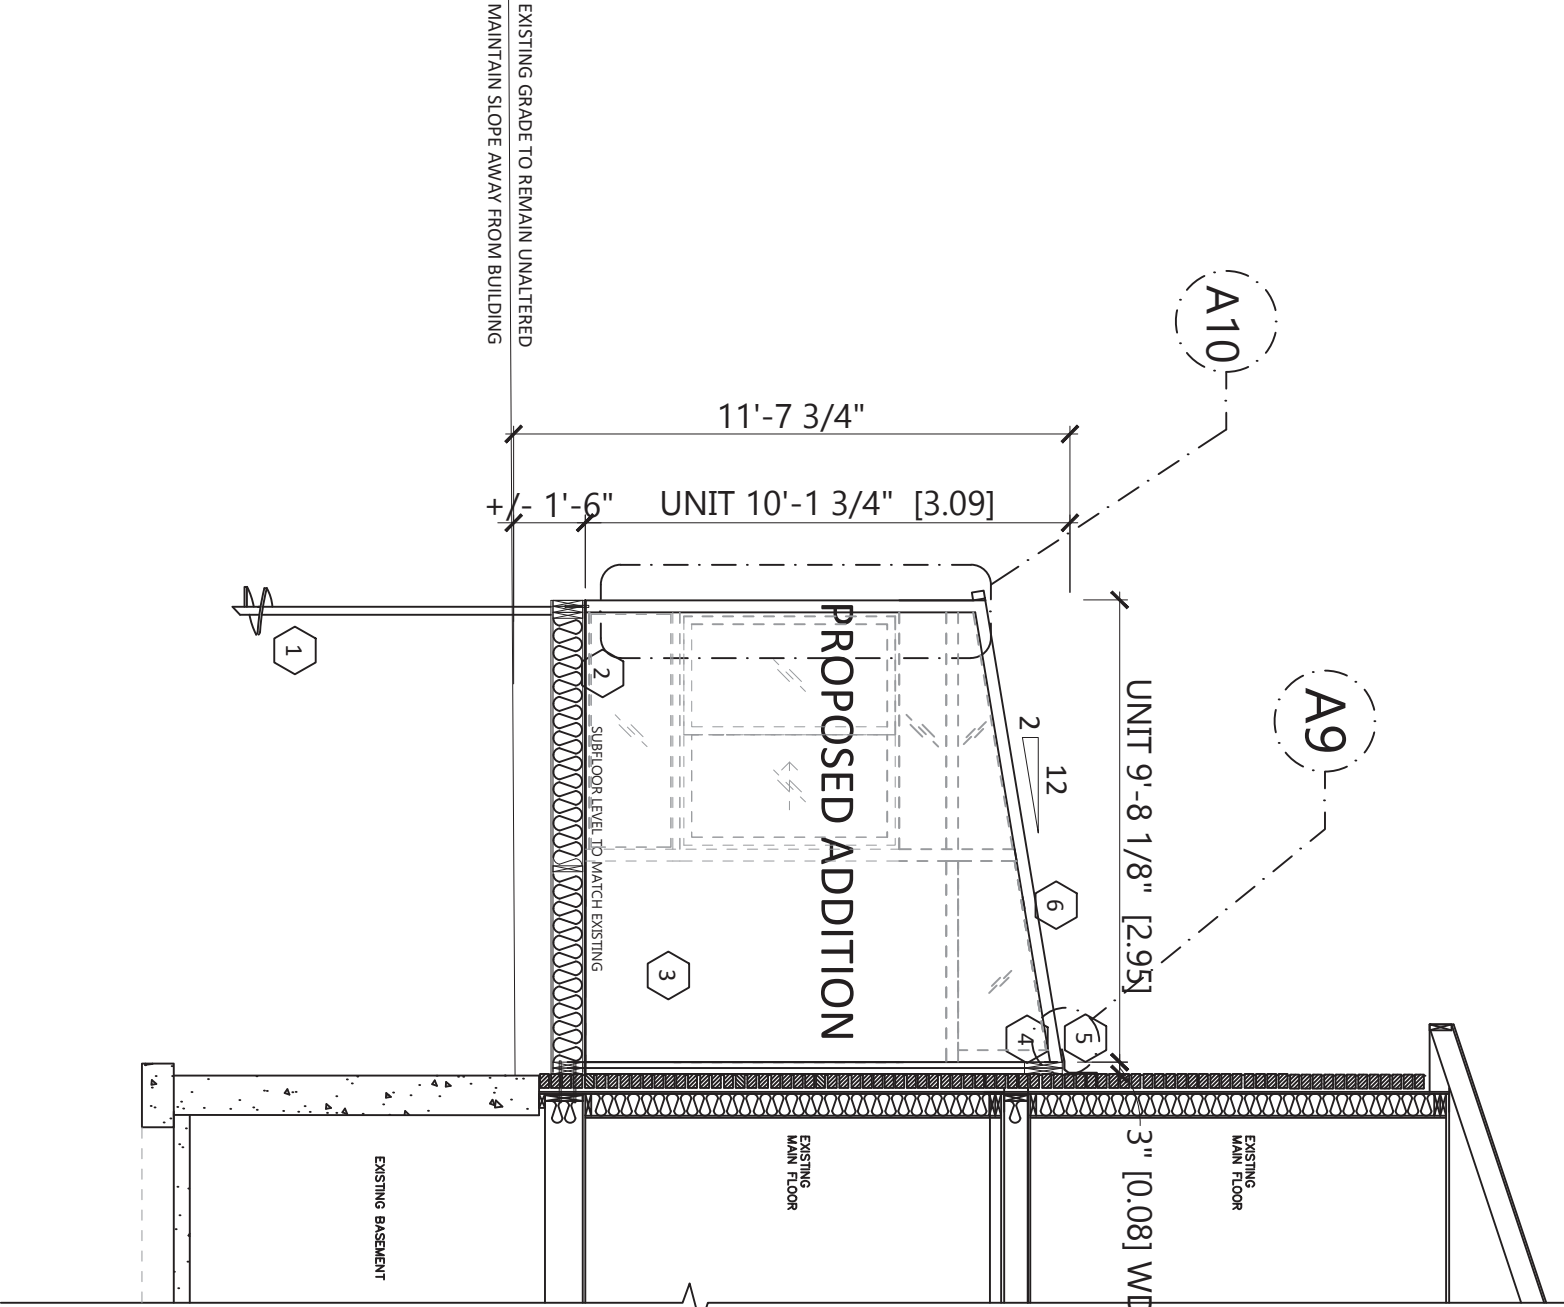 EXISTING GRADE TO REMAIN UNALTERED
MAINTAIN SLOPE AWAY FROM BUILDING
A10
11'-7 3/4"
+/- 1'-6"
UNIT 10'-1 3/4" [3.09]
A9
1
2
PROPOSED ADDITION
SUBFLOOR LEVEL TO MATCH EXISTING
2
12
UNIT 9'-8 1/8" [2.95]
6
3
4
5
EXISTING
MAIN FLOOR
EXISTING
MAIN FLOOR
EXISTING BASEMENT
3" [0.08]